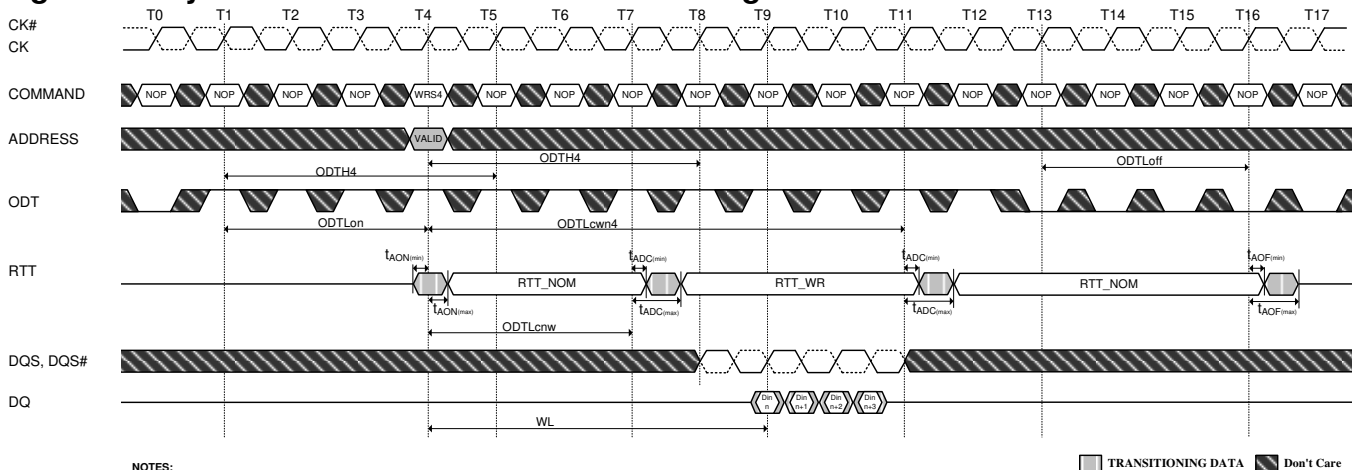 T0 T1 T2 T3 T4 T5 T6 T7 T8 T9 T10 T11 T12 T13 T14 T15 T16 T17
CK#
CK
COMMAND NOP NOP NOP NOP WRS4 NOP NOP NOP NOP NOP NOP NOP NOP NOP NOP NOP NOP NOP
ADDRESS VALID
ODTH4 ODTH4 ODTLoff
ODT
ODTLon ODTLcwn4
tAON(min) tADC(min) tADC(min) tAOF(min)
RTT RTT_NOM RTT_WR RTT_NOM
tAON(max) tADC(max) tADC(max) tAOF(max)
ODTLcnw
DQS, DQS#
DQ Din n Din n+1 Din n+2 Din n+3
WL
NOTES:
TRANSITIONING DATA Don't Care